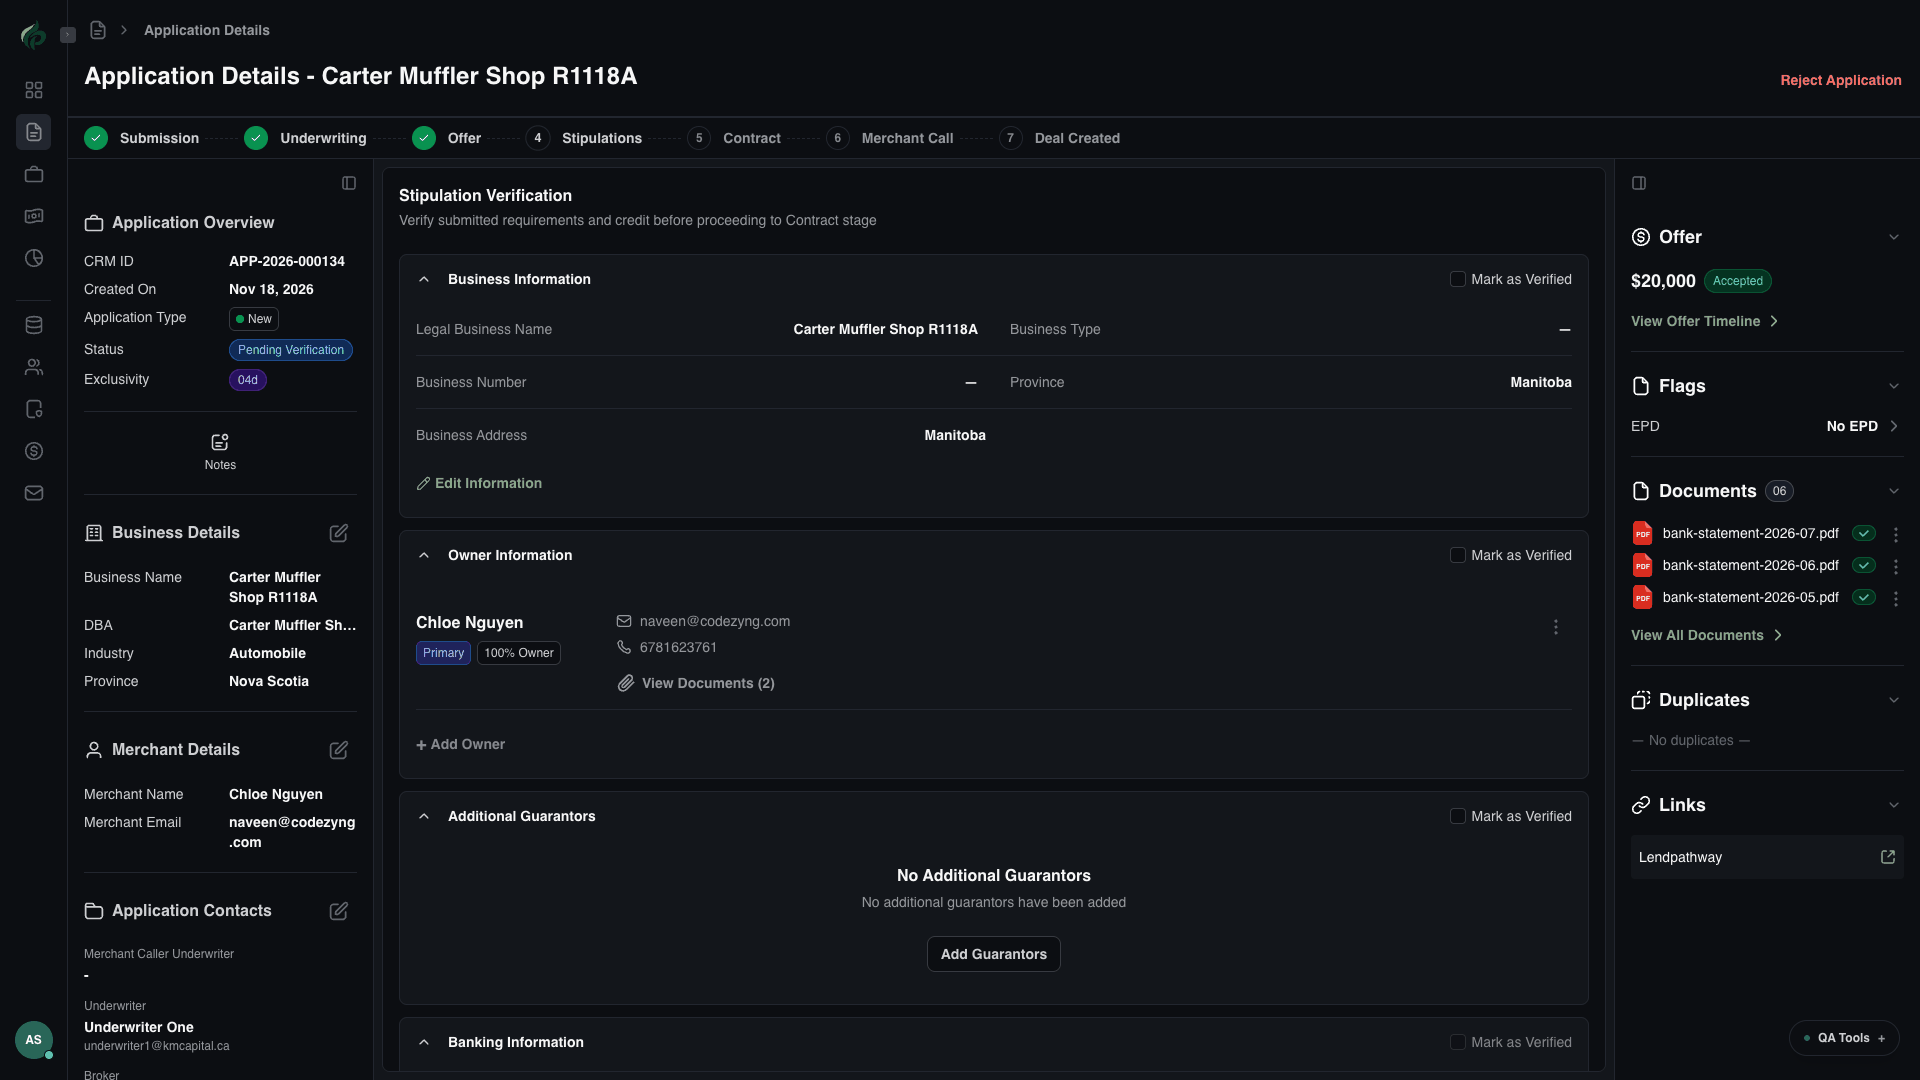 Application Details
Application Details - Carter Muffler Shop R1118A
Reject Application
Submission
Underwriting
Offer
4 Stipulations
5 Contract
6 Merchant Call
7 Deal Created
Application Overview
CRM ID APP-2026-000134
Created On Nov 18, 2026
Application Type New
Status Pending Verification
Exclusivity 04d
Notes
Business Details
Business Name Carter Muffler
Shop R1118A
DBA Carter Muffler Sh...
Industry Automobile
Province Nova Scotia
Merchant Details
Merchant Name Chloe Nguyen
Merchant Email naveen@codezyng
.com
Application Contacts
Merchant Caller Underwriter
-
Underwriter
Underwriter One
underwriter1@kmcapital.ca
Broker
AS
Stipulation Verification
Verify submitted requirements and credit before proceeding to Contract stage
Business Information Mark as Verified
Legal Business Name Carter Muffler Shop R1118A Business Type —
Business Number — Province Manitoba
Business Address Manitoba
Edit Information
Owner Information Mark as Verified
Chloe Nguyen
Primary 100% Owner
naveen@codezyng.com
6781623761
View Documents (2)
+ Add Owner
Additional Guarantors Mark as Verified
No Additional Guarantors
No additional guarantors have been added
Add Guarantors
Banking Information Mark as Verified
Offer
$20,000 Accepted
View Offer Timeline
Flags
EPD No EPD
Documents 06
PDF bank-statement-2026-07.pdf
PDF bank-statement-2026-06.pdf
PDF bank-statement-2026-05.pdf
View All Documents
Duplicates
— No duplicates —
Links
Lendpathway
QA Tools +